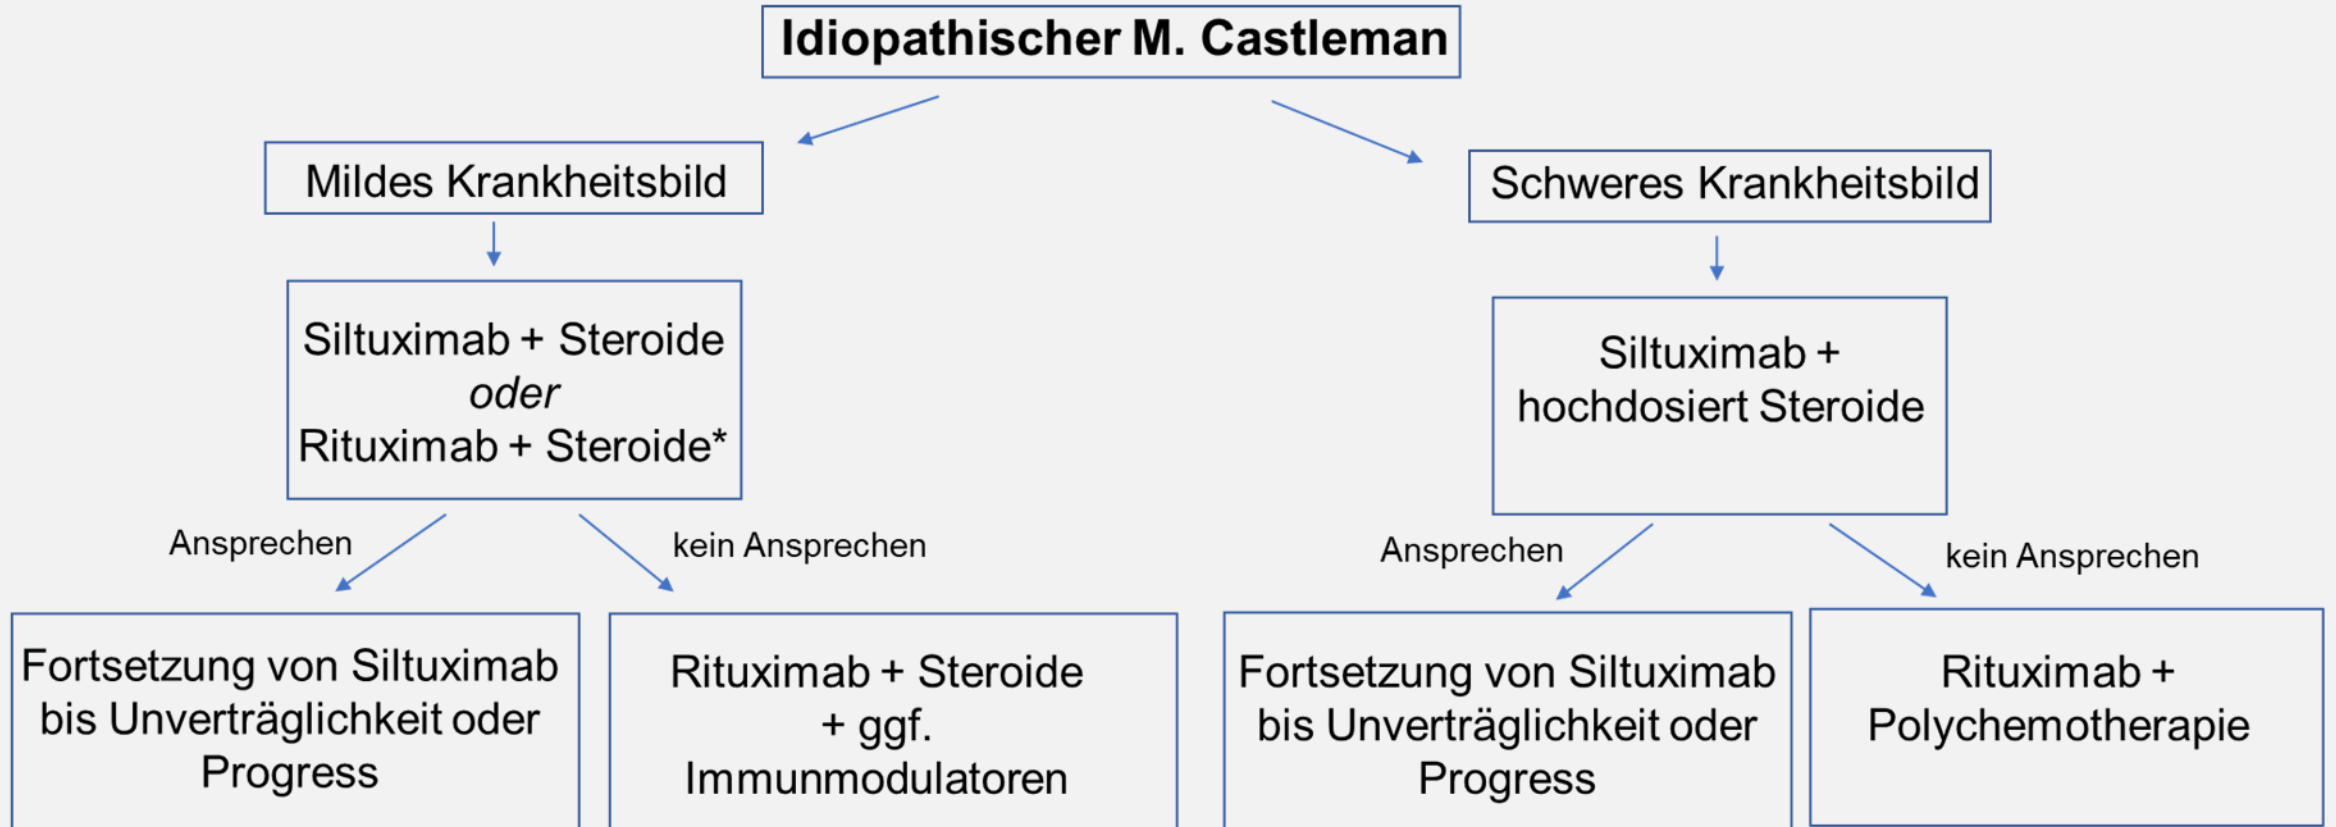 Idiopathischer M. Castleman
Mildes Krankheitsbild
Schweres Krankheitsbild
Siltuximab + Steroide
oder
Rituximab + Steroide*
Siltuximab +
hochdosiert Steroide
Ansprechen
kein Ansprechen
Ansprechen
kein Ansprechen
Fortsetzung von Siltuximab
bis Unverträglichkeit oder
Progress
Rituximab + Steroide
+ ggf.
Immunmodulatoren
Fortsetzung von Siltuximab
bis Unverträglichkeit oder
Progress
Rituximab +
Polychemotherapie